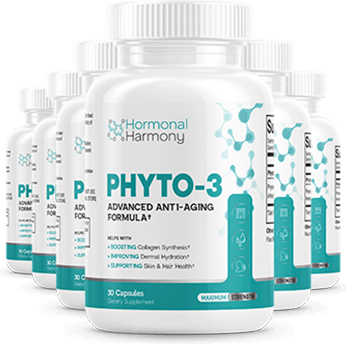 Hormonal
Harmony
PHYTO-3
ADVANCED ANTI-AGING
FORMULA†
HELPS WITH
• BOOSTING Collagen Synthesis†
• IMPROVING Dermal Hydration†
• SUPPORTING Skin & Hair Health†
30 Capsules
Dietary Supplement
MAXIMUM STRENGTH